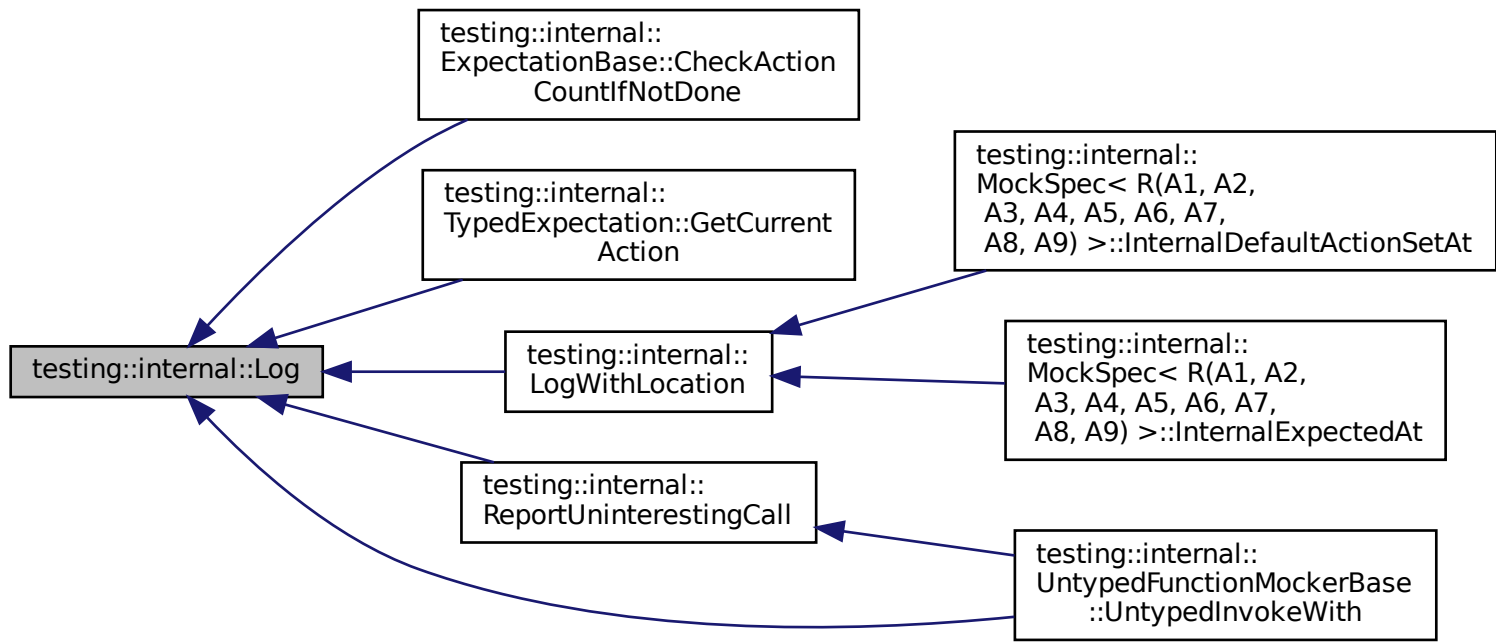 testing::internal::
ExpectationBase::CheckAction
CountIfNotDone
testing::internal::
TypedExpectation::GetCurrent
Action
testing::internal::Log
testing::internal::
LogWithLocation
testing::internal::
ReportUninterestingCall
testing::internal::
MockSpec< R(A1, A2,
A3, A4, A5, A6, A7,
A8, A9) >::InternalDefaultActionSetAt
testing::internal::
MockSpec< R(A1, A2,
A3, A4, A5, A6, A7,
A8, A9) >::InternalExpectedAt
testing::internal::
UntypedFunctionMockerBase
::UntypedInvokeWith